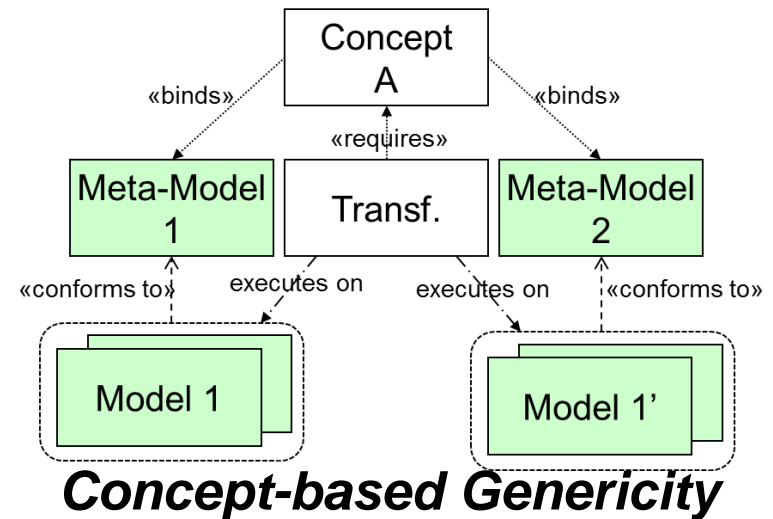 Concept
A
«binds»
«binds»
«requires»
Meta-Model
1
Transf.
Meta-Model
2
«conforms to»
executes on
executes on
«conforms to»
Model 1
Model 1’
Concept-based Genericity